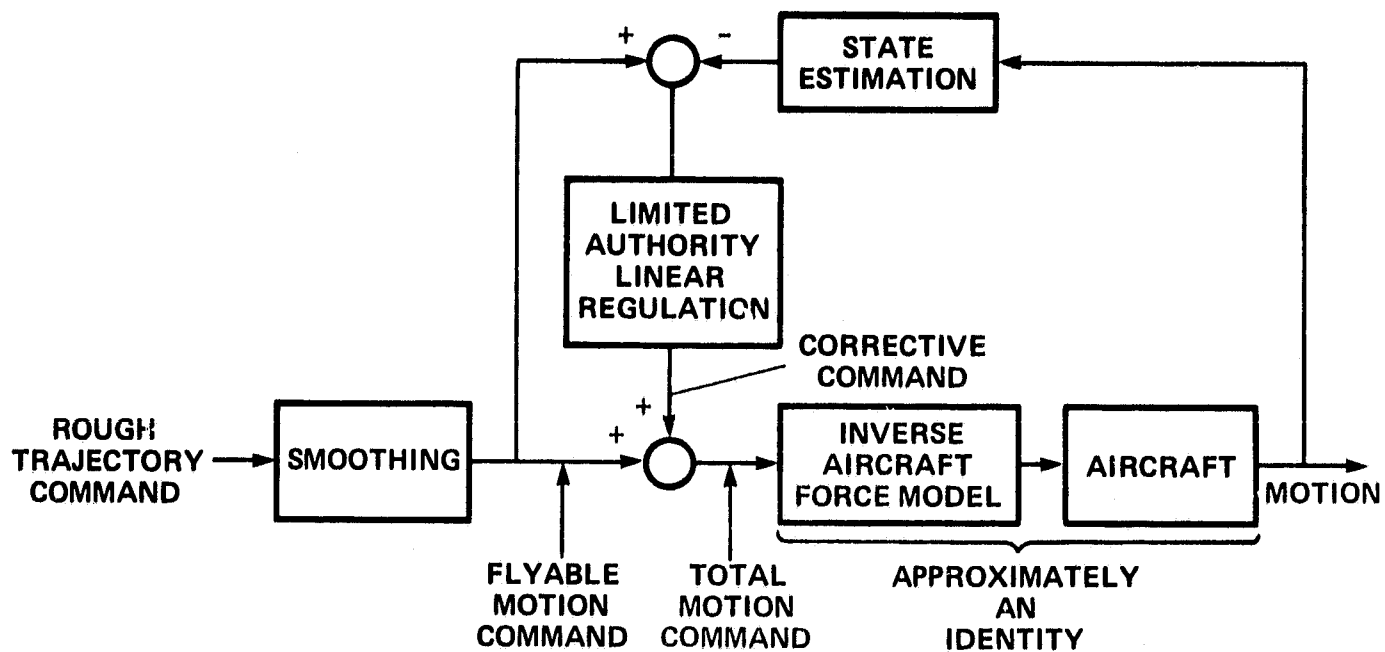 +
-
STATE
ESTIMATION
LIMITED
AUTHORITY
LINEAR
REGULATION
CORRECTIVE
COMMAND
+
+
ROUGH
TRAJECTORY
COMMAND
SMOOTHING
INVERSE
AIRCRAFT
FORCE MODEL
AIRCRAFT
MOTION
FLYABLE
MOTION
COMMAND
TOTAL
MOTION
COMMAND
APPROXIMATELY
AN
IDENTITY